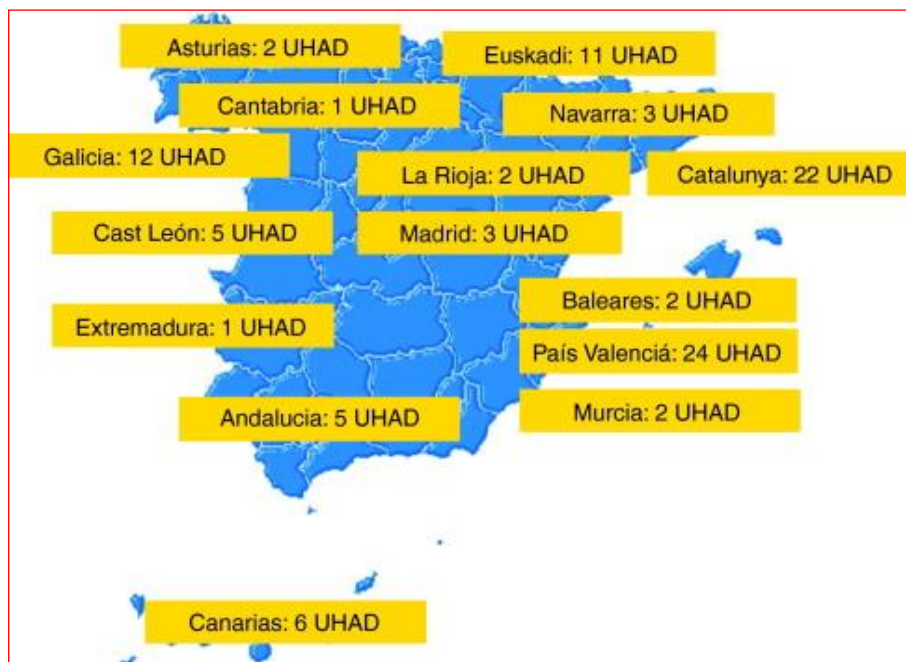 Asturias: 2 UHAD
Euskadi: 11 UHAD
Cantabria: 1 UHAD
Navarra: 3 UHAD
Galicia: 12 UHAD
La Rioja: 2 UHAD
Catalunya: 22 UHAD
Cast León: 5 UHAD
Madrid: 3 UHAD
Baleares: 2 UHAD
Extremadura: 1 UHAD
País Valenciá: 24 UHAD
Andalucia: 5 UHAD
Murcia: 2 UHAD
Canarias: 6 UHAD